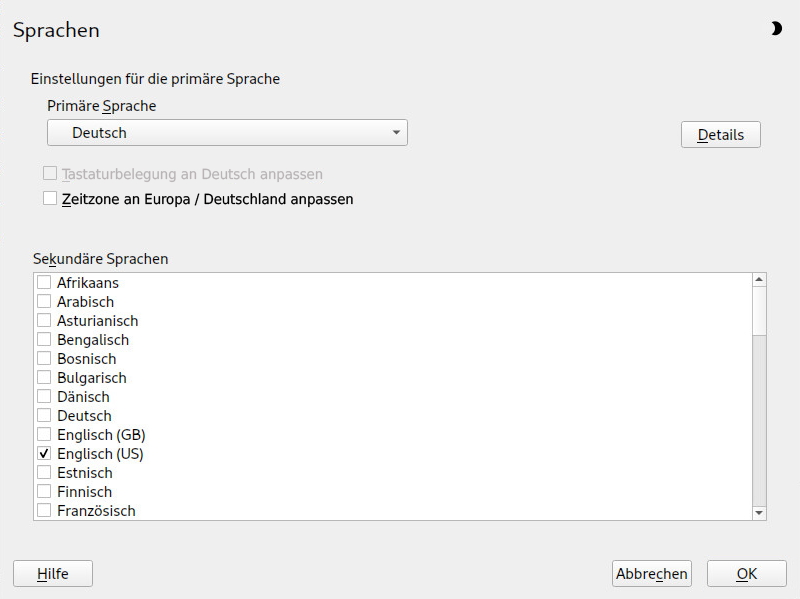 Sprachen
Einstellungen für die primäre Sprache
Primäre Sprache
Deutsch
Details
Tastaturbelegung an Deutsch anpassen
Zeitzone an Europa / Deutschland anpassen
Sekundäre Sprachen
Afrikaans
Arabisch
Asturianisch
Bengalisch
Bosnisch
Bulgarisch
Dänisch
Deutsch
Englisch (GB)
Englisch (US)
Estnisch
Finnisch
Französisch
Hilfe
Abbrechen
OK